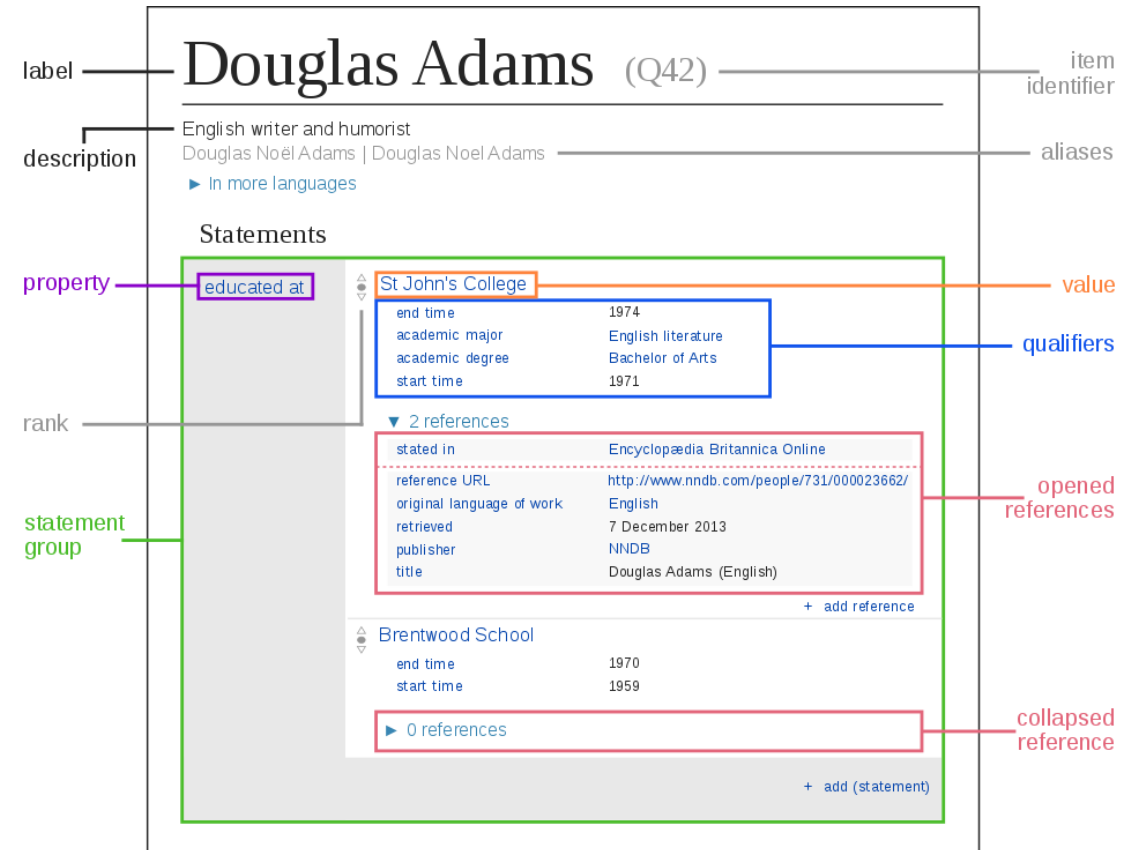 label
Douglas Adams (Q42)
item
identifier
description
English writer and humorist
Douglas Noël Adams | Douglas Noel Adams
aliases
► In more languages
Statements
property
educated at
St John's College
value
end time 1974
academic major English literature
academic degree Bachelor of Arts
start time 1971
qualifiers
rank
▼ 2 references
stated in Encyclopædia Britannica Online
reference URL http://www.nndb.com/people/731/000023662/
original language of work English
retrieved 7 December 2013
publisher NNDB
title Douglas Adams (English)
opened
references
statement
group
+ add reference
Brentwood School
end time 1970
start time 1959
► 0 references
collapsed
reference
+ add (statement)